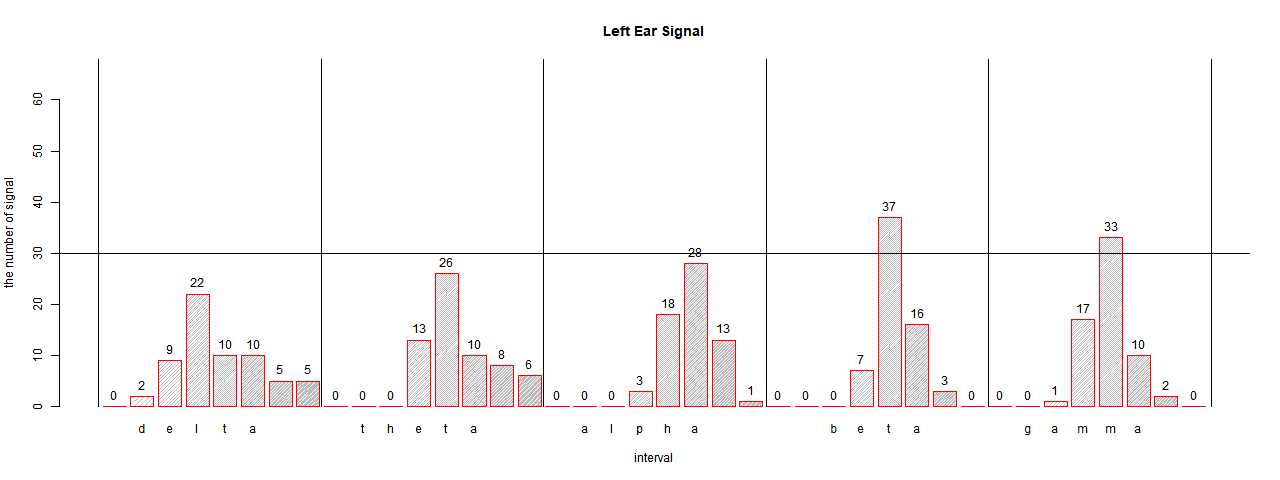 Left Ear Signal
the number of signal
60
50
40
30
20
10
0
0 2 9 22 10 10 5 5
0 0 0 13 26 10 8 6
0 0 0 3 18 28 13 1
0 0 0 7 37 16 3 0
0 0 1 17 33 10 2 0
d e l t a t h e t a a l p h a b e t a g a m m a
interval